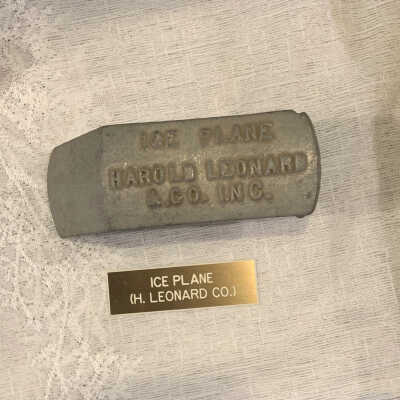 ICE PLANE
HAROLD LEONARD
& CO. INC.
ICE PLANE
(H. LEONARD CO.)